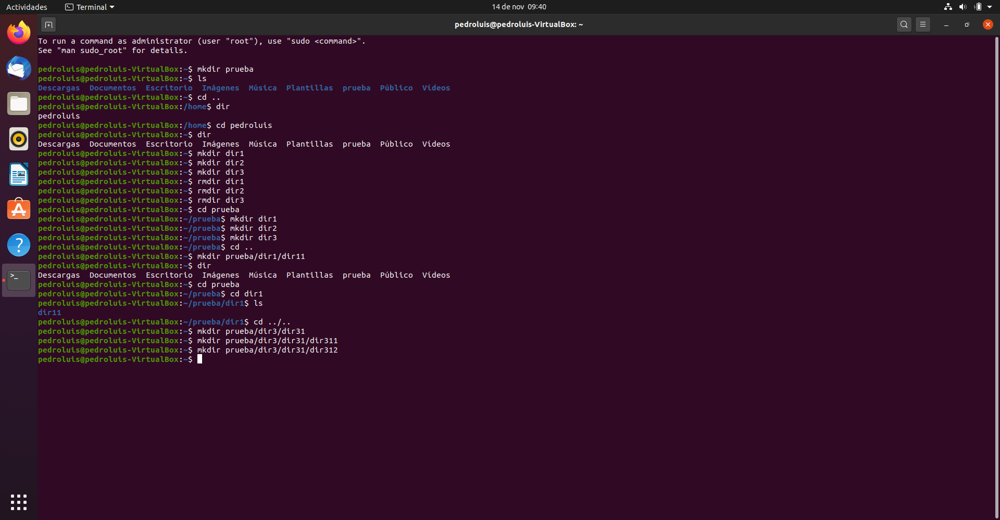 Actividades Terminal 14 de nov 09:40
pedroluis@pedroluis-VirtualBox: ~
To run a command as administrator (user "root"), use "sudo <command>".
See "man sudo_root" for details.
pedroluis@pedroluis-VirtualBox:~$ mkdir prueba
pedroluis@pedroluis-VirtualBox:~$ ls
Descargas Documentos Escritorio Imágenes Música Plantillas prueba Público Vídeos
pedroluis@pedroluis-VirtualBox:~$ cd ..
pedroluis@pedroluis-VirtualBox:/home$ dir
pedroluis
pedroluis@pedroluis-VirtualBox:/home$ cd pedroluis
pedroluis@pedroluis-VirtualBox:~$ dir
Descargas Documentos Escritorio Imágenes Música Plantillas prueba Público Vídeos
pedroluis@pedroluis-VirtualBox:~$ mkdir dir1
pedroluis@pedroluis-VirtualBox:~$ mkdir dir2
pedroluis@pedroluis-VirtualBox:~$ mkdir dir3
pedroluis@pedroluis-VirtualBox:~$ rmdir dir1
pedroluis@pedroluis-VirtualBox:~$ rmdir dir2
pedroluis@pedroluis-VirtualBox:~$ rmdir dir3
pedroluis@pedroluis-VirtualBox:~$ cd prueba
pedroluis@pedroluis-VirtualBox:~/prueba$ mkdir dir1
pedroluis@pedroluis-VirtualBox:~/prueba$ mkdir dir2
pedroluis@pedroluis-VirtualBox:~/prueba$ mkdir dir3
pedroluis@pedroluis-VirtualBox:~/prueba$ cd ..
pedroluis@pedroluis-VirtualBox:~$ mkdir prueba/dir1/dir11
pedroluis@pedroluis-VirtualBox:~$ dir
Descargas Documentos Escritorio Imágenes Música Plantillas prueba Público Vídeos
pedroluis@pedroluis-VirtualBox:~$ cd prueba
pedroluis@pedroluis-VirtualBox:~/prueba$ cd dir1
pedroluis@pedroluis-VirtualBox:~/prueba/dir1$ ls
dir11
pedroluis@pedroluis-VirtualBox:~/prueba/dir1$ cd ../..
pedroluis@pedroluis-VirtualBox:~$ mkdir prueba/dir3/dir31
pedroluis@pedroluis-VirtualBox:~$ mkdir prueba/dir3/dir31/dir311
pedroluis@pedroluis-VirtualBox:~$ mkdir prueba/dir3/dir31/dir312
pedroluis@pedroluis-VirtualBox:~$